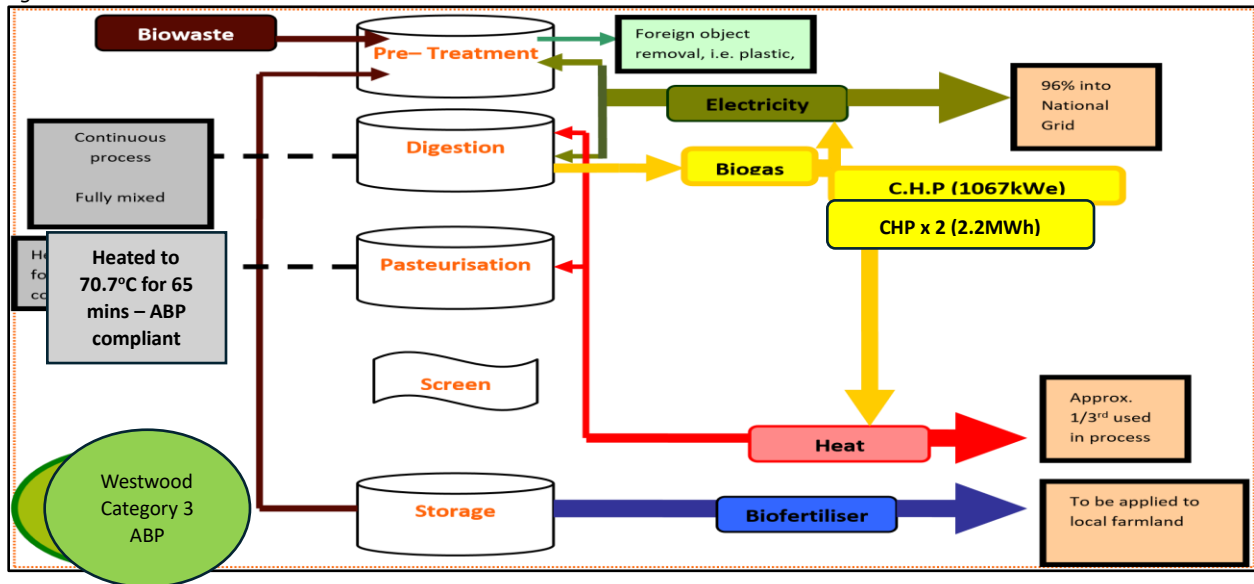 Biowaste
Pre– Treatment
Foreign object
removal, i.e. plastic,
Electricity
96% into
National
Grid
Continuous
process
Fully mixed
Digestion
Biogas
C.H.P (1067kWe)
CHP x 2 (2.2MWh)
Heated to
70.7°C for 65
mins – ABP
compliant
Pasteurisation
Screen
Heat
Approx.
1/3rd used
in process
Westwood
Category 3
ABP
Storage
Biofertiliser
To be applied to
local farmland